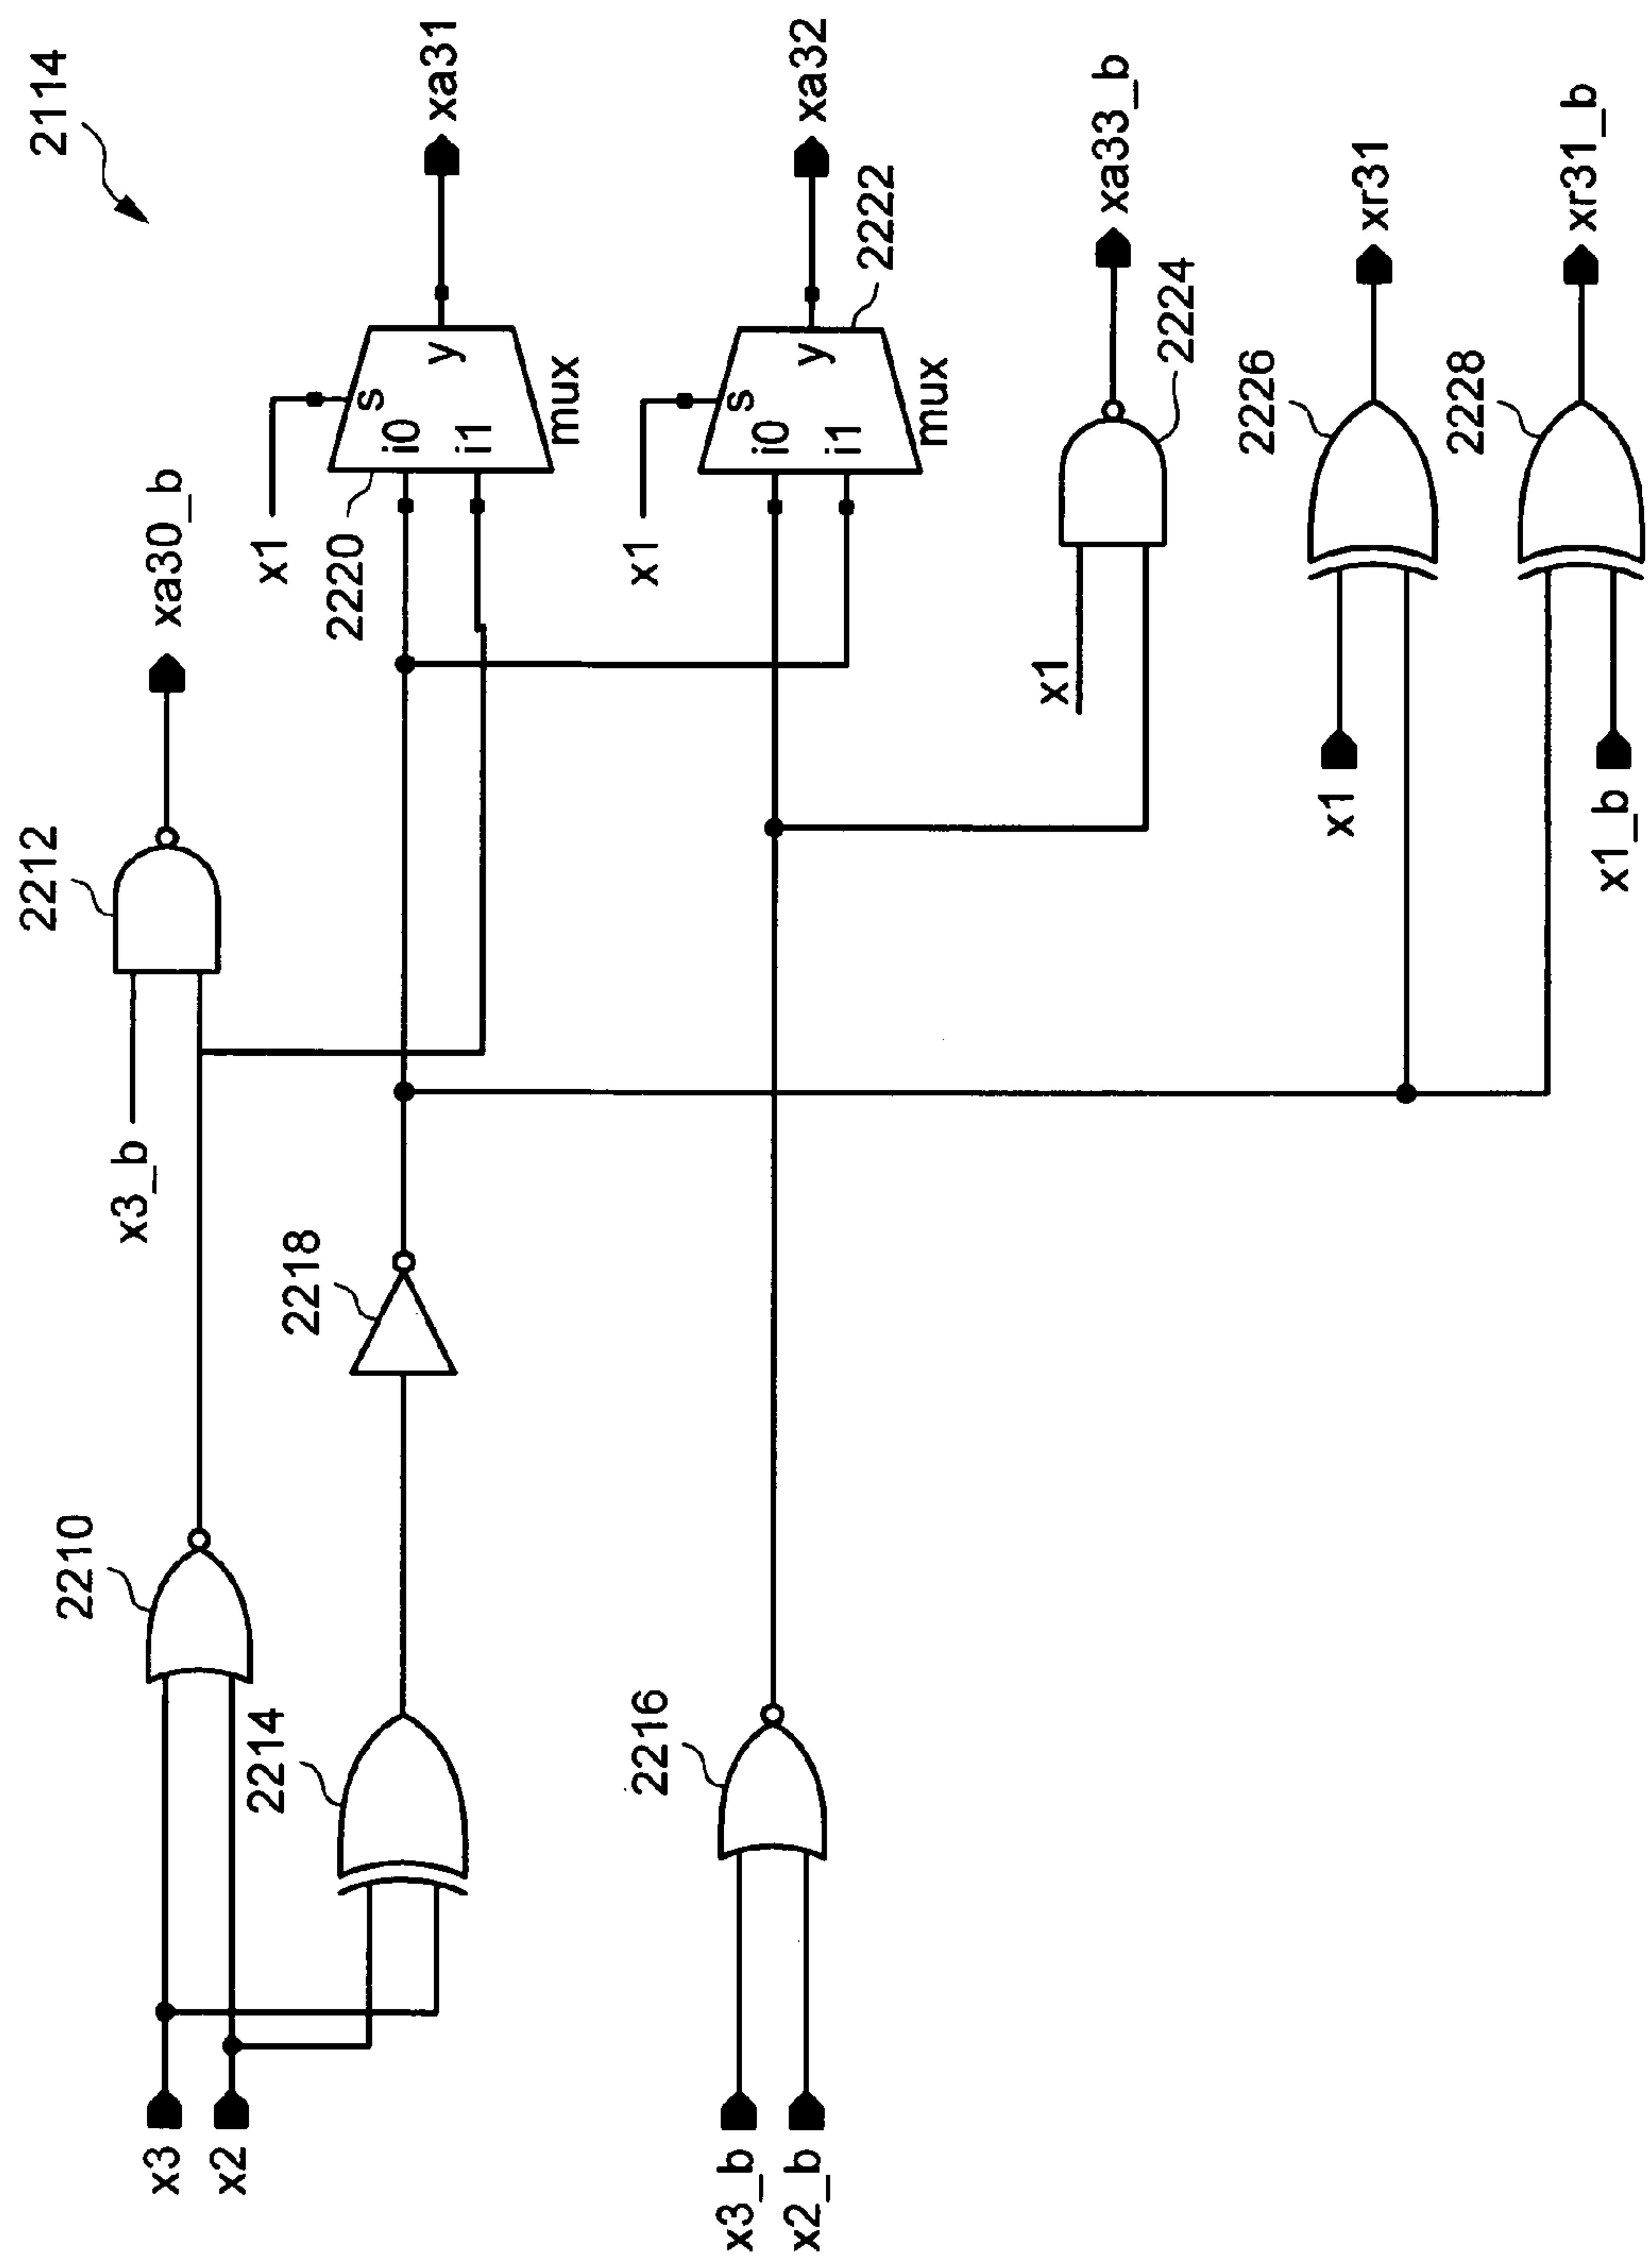 2114
x3
x2
2210
x3_b
2212
xa30_b
2214
2218
x1
2220
s
i0
i1
y
mux
xa31
x3_b
x2_b
2216
x1
s
i0
i1
y
mux
2222
xa32
x1
2224
xa33_b
x1
2226
xr31
x1_b
2228
xr31_b